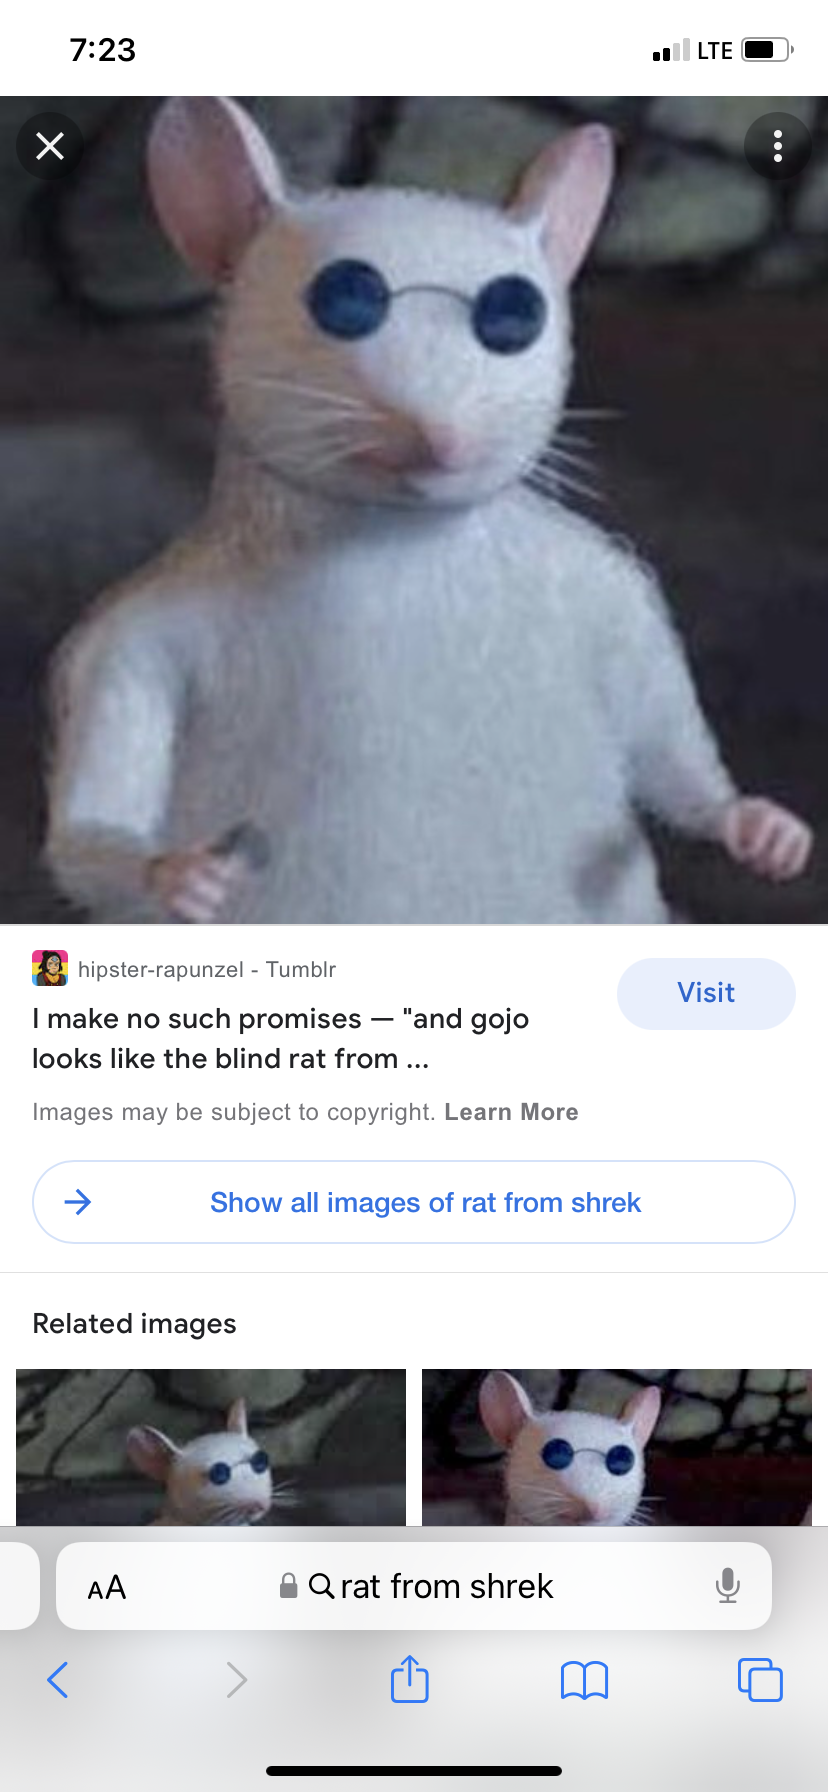 7:23
LTE
hipster-rapunzel - Tumblr
Visit
I make no such promises — "and gojo
looks like the blind rat from ...
Images may be subject to copyright. Learn More
Show all images of rat from shrek
Related images
AA
rat from shrek